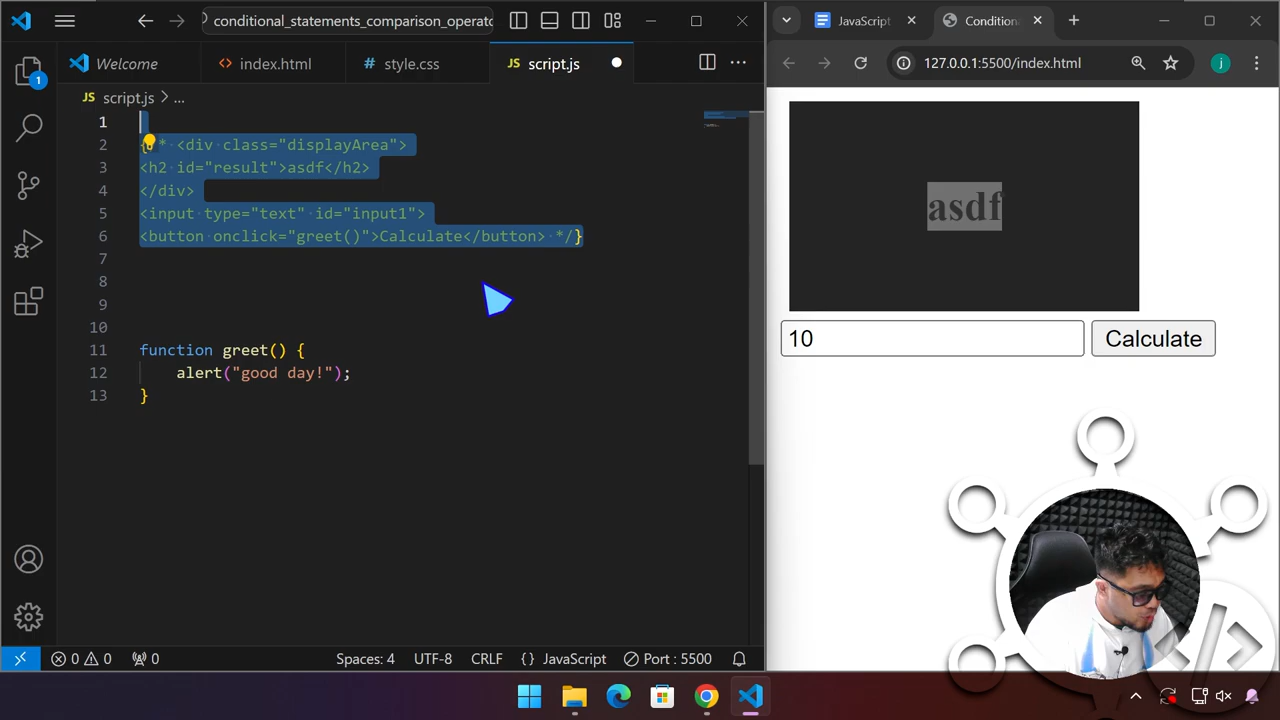 conditional_statements_comparison_operato
Welcome
<> index.html
# style.css
JS script.js
JS script.js > ...
1
2 {/* <div class="displayArea">
3 <h2 id="result">asdf</h2>
4 </div>
5 <input type="text" id="input1">
6 <button onclick="greet()">Calculate</button> */}
7
8
9
10
11 function greet() {
12 alert("good day!");
13 }
1
0 0 0
Spaces: 4 UTF-8 CRLF {} JavaScript Port : 5500
JavaScript
Condition
127.0.0.1:5500/index.html
j
asdf
10
Calculate
</>